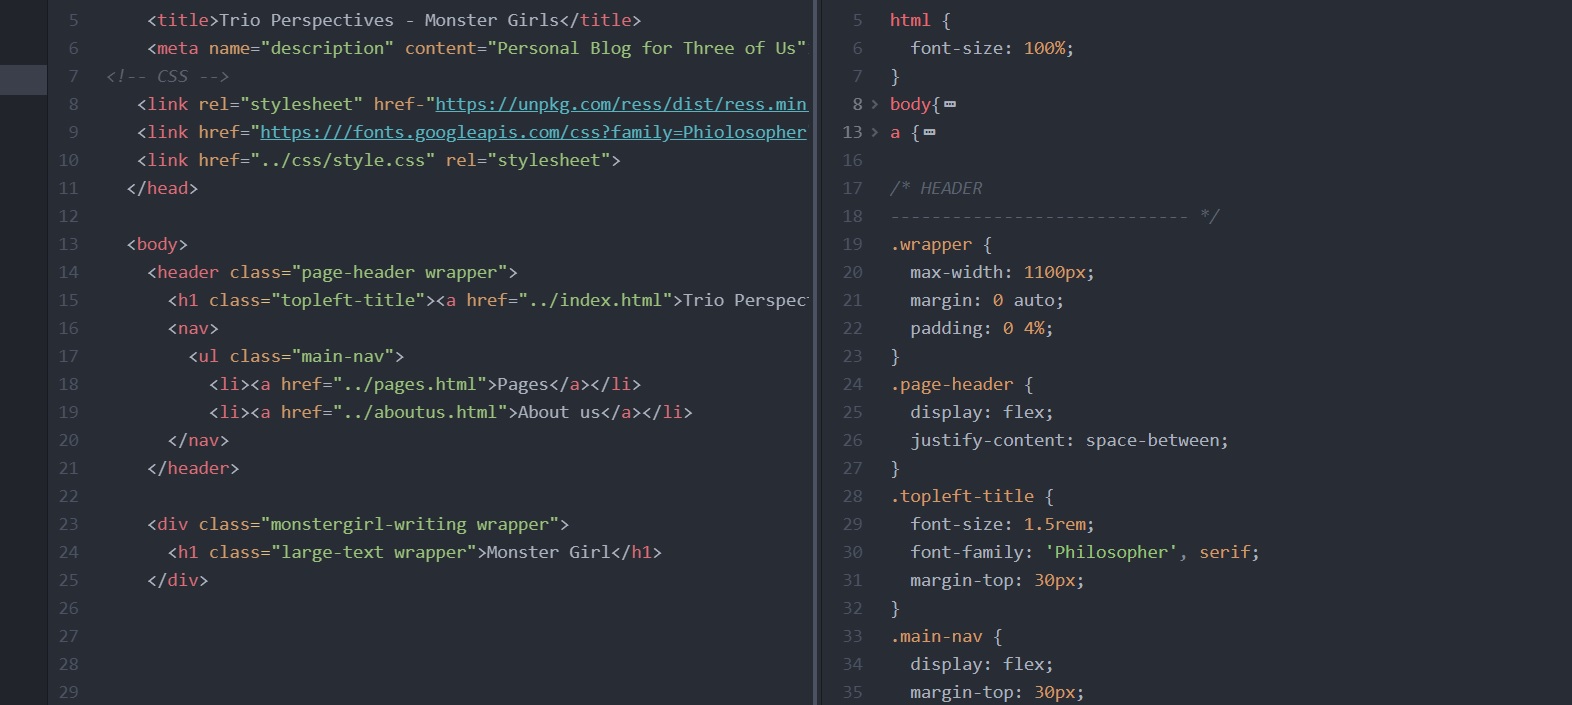 5 <title>Trio Perspectives - Monster Girls</title>
6 <meta name="description" content="Personal Blog for Three of Us"
7 <!-- CSS -->
8 <link rel="stylesheet" href-"https://unpkg.com/ress/dist/ress.min
9 <link href="https:///fonts.googleapis.com/css?family=Phiolosopher
10 <link href="../css/style.css" rel="stylesheet">
11 </head>
12
13 <body>
14 <header class="page-header wrapper">
15 <h1 class="topleft-title"><a href="../index.html">Trio Perspec
16 <nav>
17 <ul class="main-nav">
18 <li><a href="../pages.html">Pages</a></li>
19 <li><a href="../aboutus.html">About us</a></li>
20 </nav>
21 </header>
22
23 <div class="monstergirl-writing wrapper">
24 <h1 class="large-text wrapper">Monster Girl</h1>
25 </div>
26
27
28
29
5 html {
6 font-size: 100%;
7 }
8 body{
13 a {
16
17 /* HEADER
18 ----------------------------- */
19 .wrapper {
20 max-width: 1100px;
21 margin: 0 auto;
22 padding: 0 4%;
23 }
24 .page-header {
25 display: flex;
26 justify-content: space-between;
27 }
28 .topleft-title {
29 font-size: 1.5rem;
30 font-family: 'Philosopher', serif;
31 margin-top: 30px;
32 }
33 .main-nav {
34 display: flex;
35 margin-top: 30px;